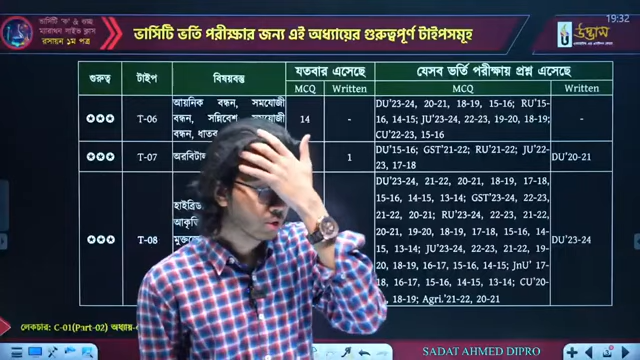 ভার্সিটি 'ক' ও গুচ্ছ
ম্যারাথন লাইভ ক্লাস
রসায়ন ১ম পত্র
ভার্সিটি ভর্তি পরীক্ষার জন্য এই অধ্যায়ের গুরুত্বপূর্ণ টাইপসমূহ
উদ্ভাস
19:32
গুরুত্ব টাইপ বিষয়বস্তু যতবার এসেছে যেসব ভর্তি পরীক্ষায় প্রশ্ন এসেছে
MCQ Written MCQ Written
✪✪✪ T-06 আয়নিক বন্ধন, সমযোজী বন্ধন, সন্নিবেশ সমযোজী বন্ধন, 14 -
DU'23-24, 20-21, 18-19, 15-16; RU'15-
16, 14-15; JU'23-24, 22-23, 19-20, 18-19;
CU'22-23, 15-16
-
✪✪✪ T-07 1
DU'15-16; GST'21-22; RU'21-22; JU'22-
23, 17-18
DU'20-21
✪✪✪ T-08
DU'23-24, 21-22, 20-21, 18-19, 17-18,
15-16, 14-15, 13-14; GST'23-24, 22-23,
21-22, 20-21; RU'23-24, 22-23, 21-22,
20-21, 19-20, 18-19, 17-18, 15-16, 14-
15, 13-14; JU'23-24, 22-23, 21-22, 19-
20, 18-19, 16-17, 15-16, 14-15; JnU' 17-
18, 16-17, 15-16, 14-15, 13-14; CU'20-
18-19; Agri.'21-22, 20-21
DU'23-24
লেকচার: C-01(Part-02)
SADAT AHMED DIPRO